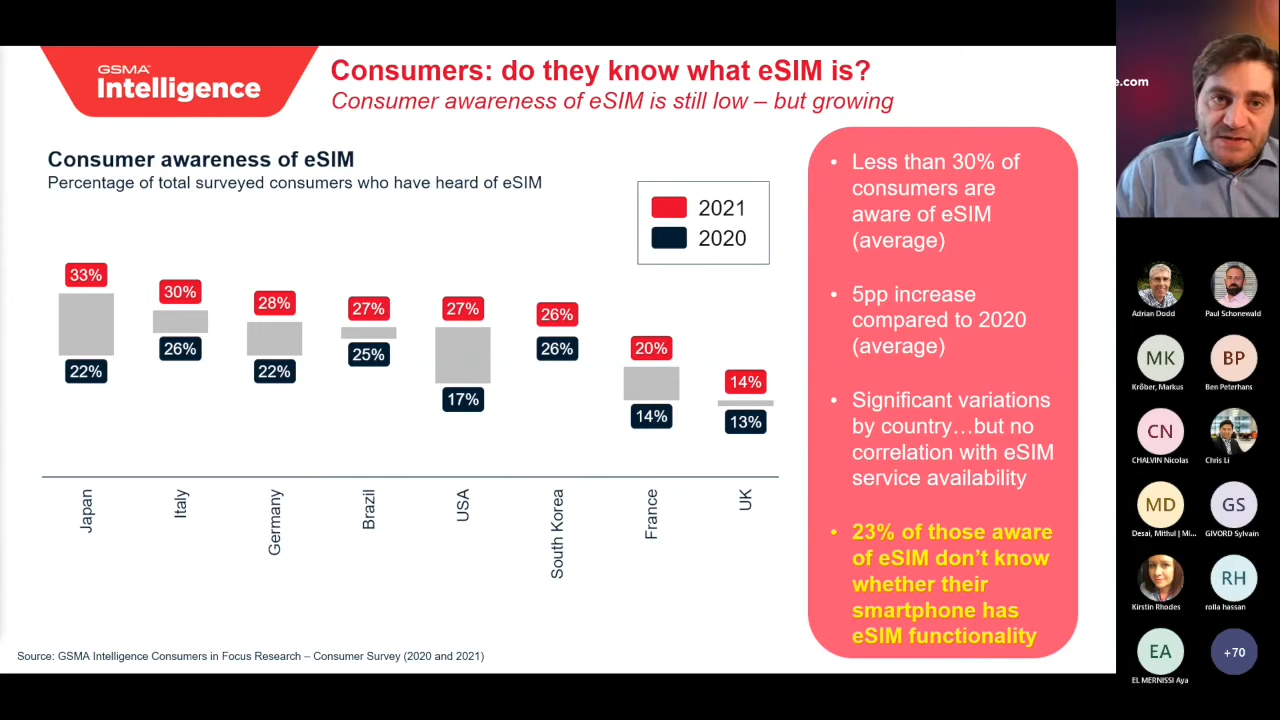 GSMA™
Intelligence
Consumers: do they know what eSIM is?
Consumer awareness of eSIM is still low – but growing
Consumer awareness of eSIM
Percentage of total surveyed consumers who have heard of eSIM
2021
2020
33%
30%
28%
27%
27%
26%
20%
14%
22%
26%
22%
25%
17%
26%
14%
13%
Japan
Italy
Germany
Brazil
USA
South Korea
France
UK
• Less than 30% of
consumers are
aware of eSIM
(average)
• 5pp increase
compared to 2020
(average)
• Significant variations
by country…but no
correlation with eSIM
service availability
• 23% of those aware
of eSIM don’t know
whether their
smartphone has
eSIM functionality
Source: GSMA Intelligence Consumers in Focus Research – Consumer Survey (2020 and 2021)
e.com
Adrian Dodd
Paul Schonewald
MK
BP
Kröber, Markus
Ben Peterhans
CN
CHALVIN Nicolas
Chris Li
MD
GS
Desai, Mithul | Mi...
GIVORD Sylvain
RH
Kirstin Rhodes
rolla hassan
EA
+70
EL MERNISSI Aya